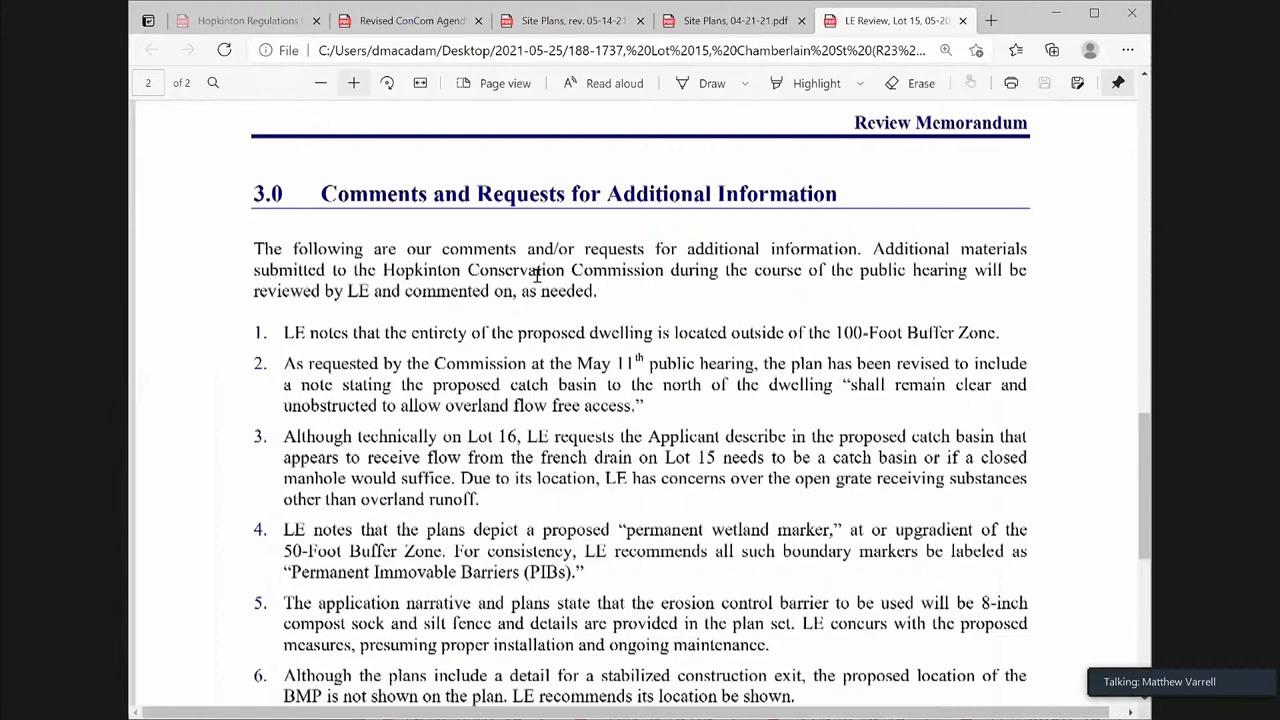 Hopkinton Regulations
Revised ConCom Agend
Site Plans, rev. 05-14-21
Site Plans, 04-21-21.pdf
LE Review, Lot 15, 05-20
File
C:/Users/dmacadam/Desktop/2021-05-25/188-1737,%20Lot%2015,%20Chamberlain%20St%20(R23%2...
2 of 2
Page view
Read aloud
Draw
Highlight
Erase
Review Memorandum
3.0 Comments and Requests for Additional Information
The following are our comments and/or requests for additional information. Additional materials
submitted to the Hopkinton Conservation Commission during the course of the public hearing will be
reviewed by LE and commented on, as needed.
1. LE notes that the entirety of the proposed dwelling is located outside of the 100-Foot Buffer Zone.
2. As requested by the Commission at the May 11th public hearing, the plan has been revised to include
a note stating the proposed catch basin to the north of the dwelling “shall remain clear and
unobstructed to allow overland flow free access.”
3. Although technically on Lot 16, LE requests the Applicant describe in the proposed catch basin that
appears to receive flow from the french drain on Lot 15 needs to be a catch basin or if a closed
manhole would suffice. Due to its location, LE has concerns over the open grate receiving substances
other than overland runoff.
4. LE notes that the plans depict a proposed “permanent wetland marker,” at or upgradient of the
50-Foot Buffer Zone. For consistency, LE recommends all such boundary markers be labeled as
“Permanent Immovable Barriers (PIBs).”
5. The application narrative and plans state that the erosion control barrier to be used will be 8-inch
compost sock and silt fence and details are provided in the plan set. LE concurs with the proposed
measures, presuming proper installation and ongoing maintenance.
6. Although the plans include a detail for a stabilized construction exit, the proposed location of the
BMP is not shown on the plan. LE recommends its location be shown.
Talking: Matthew Varrell